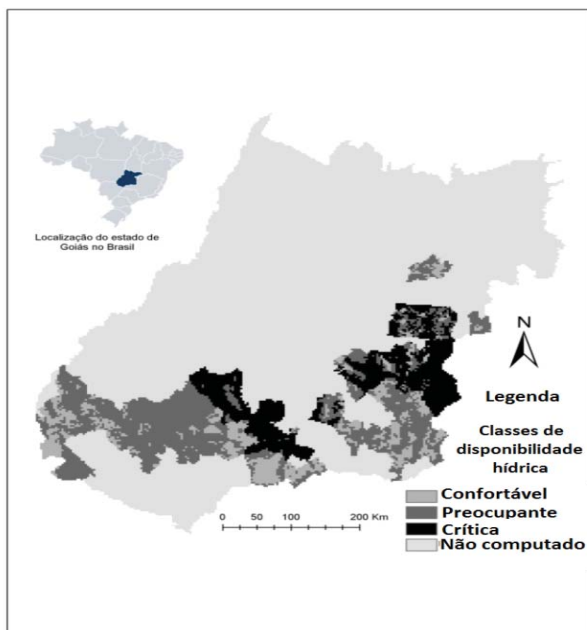 Localização do estado de
Goiás no Brasil
N
Legenda
Classes de
disponibilidade
hídrica
Confortável
Preocupante
Crítica
Não computado
0 50 100 200 Km